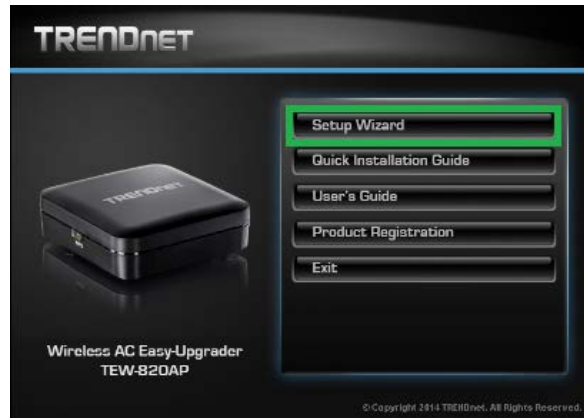 TRENDNET
Setup Wizard
Quick Installation Guide
User's Guide
Product Registration
Exit
TRENDNET
Wireless AC Easy-Upgrader
TEW-820AP
© Copyright 2014 TRENDnet. All Rights Reserved.